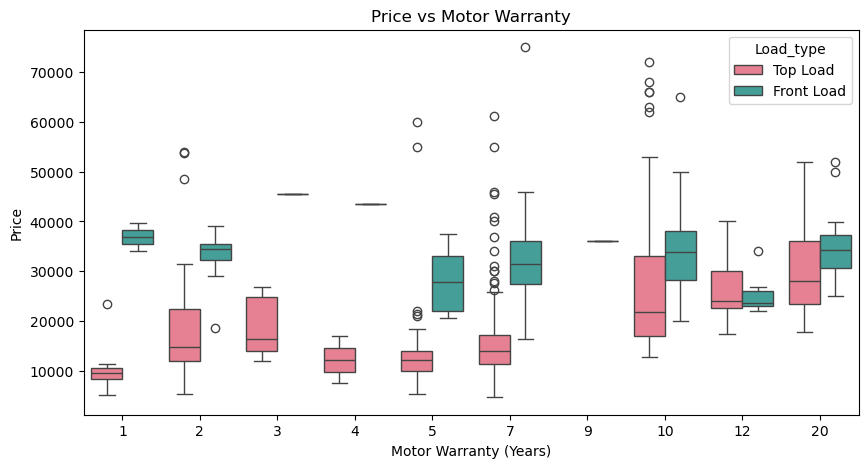 Price vs Motor Warranty
Load_type
Top Load
Front Load
Price
70000
60000
50000
40000
30000
20000
10000
1 2 3 4 5 7 9 10 12 20
Motor Warranty (Years)